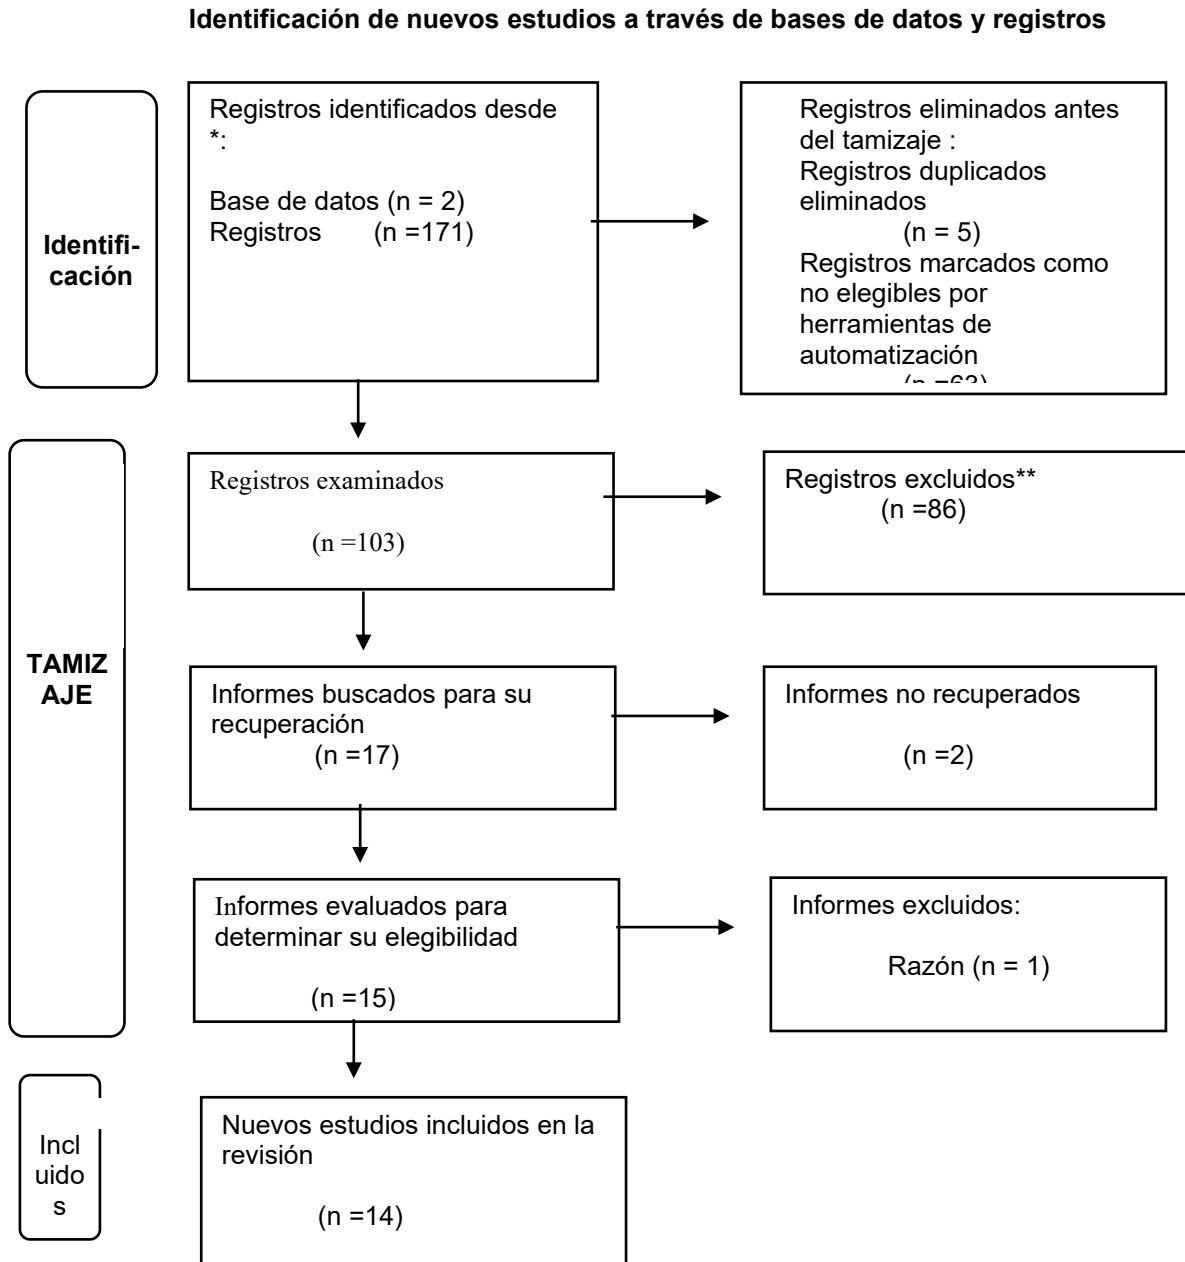 Identificación de nuevos estudios a través de bases de datos y registros
Identifi-
cación
Registros identificados desde
*:
Base de datos (n = 2)
Registros (n =171)
Registros eliminados antes
del tamizaje :
Registros duplicados
eliminados
(n = 5)
Registros marcados como
no elegibles por
herramientas de
automatización
(n =63)
TAMIZ
AJE
Registros examinados
(n =103)
Registros excluidos**
(n =86)
Informes buscados para su
recuperación
(n =17)
Informes no recuperados
(n =2)
Informes evaluados para
determinar su elegibilidad
(n =15)
Informes excluidos:
Razón (n = 1)
Incl
uido
s
Nuevos estudios incluidos en la
revisión
(n =14)